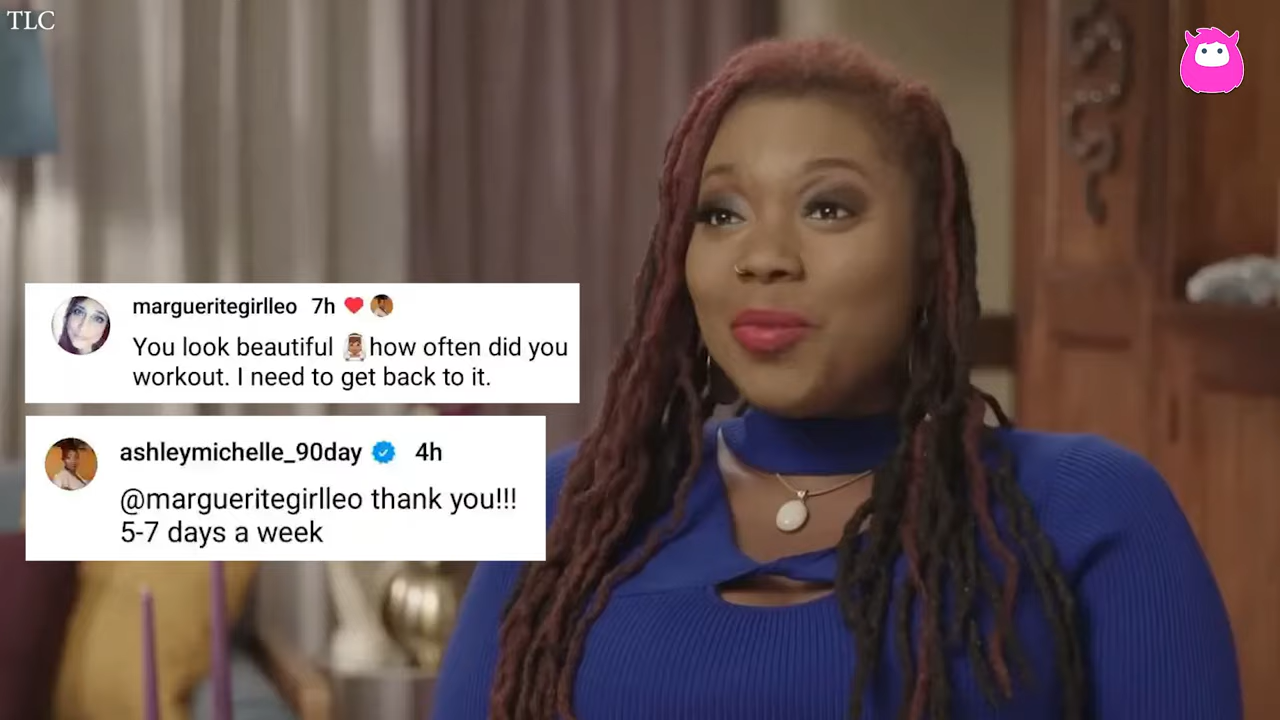 TLC
margueritegirlleo 7h
You look beautiful 👰🏽how often did you
workout. I need to get back to it.
ashleymichelle_90day 4h
@margueritegirlleo thank you!!!
5-7 days a week